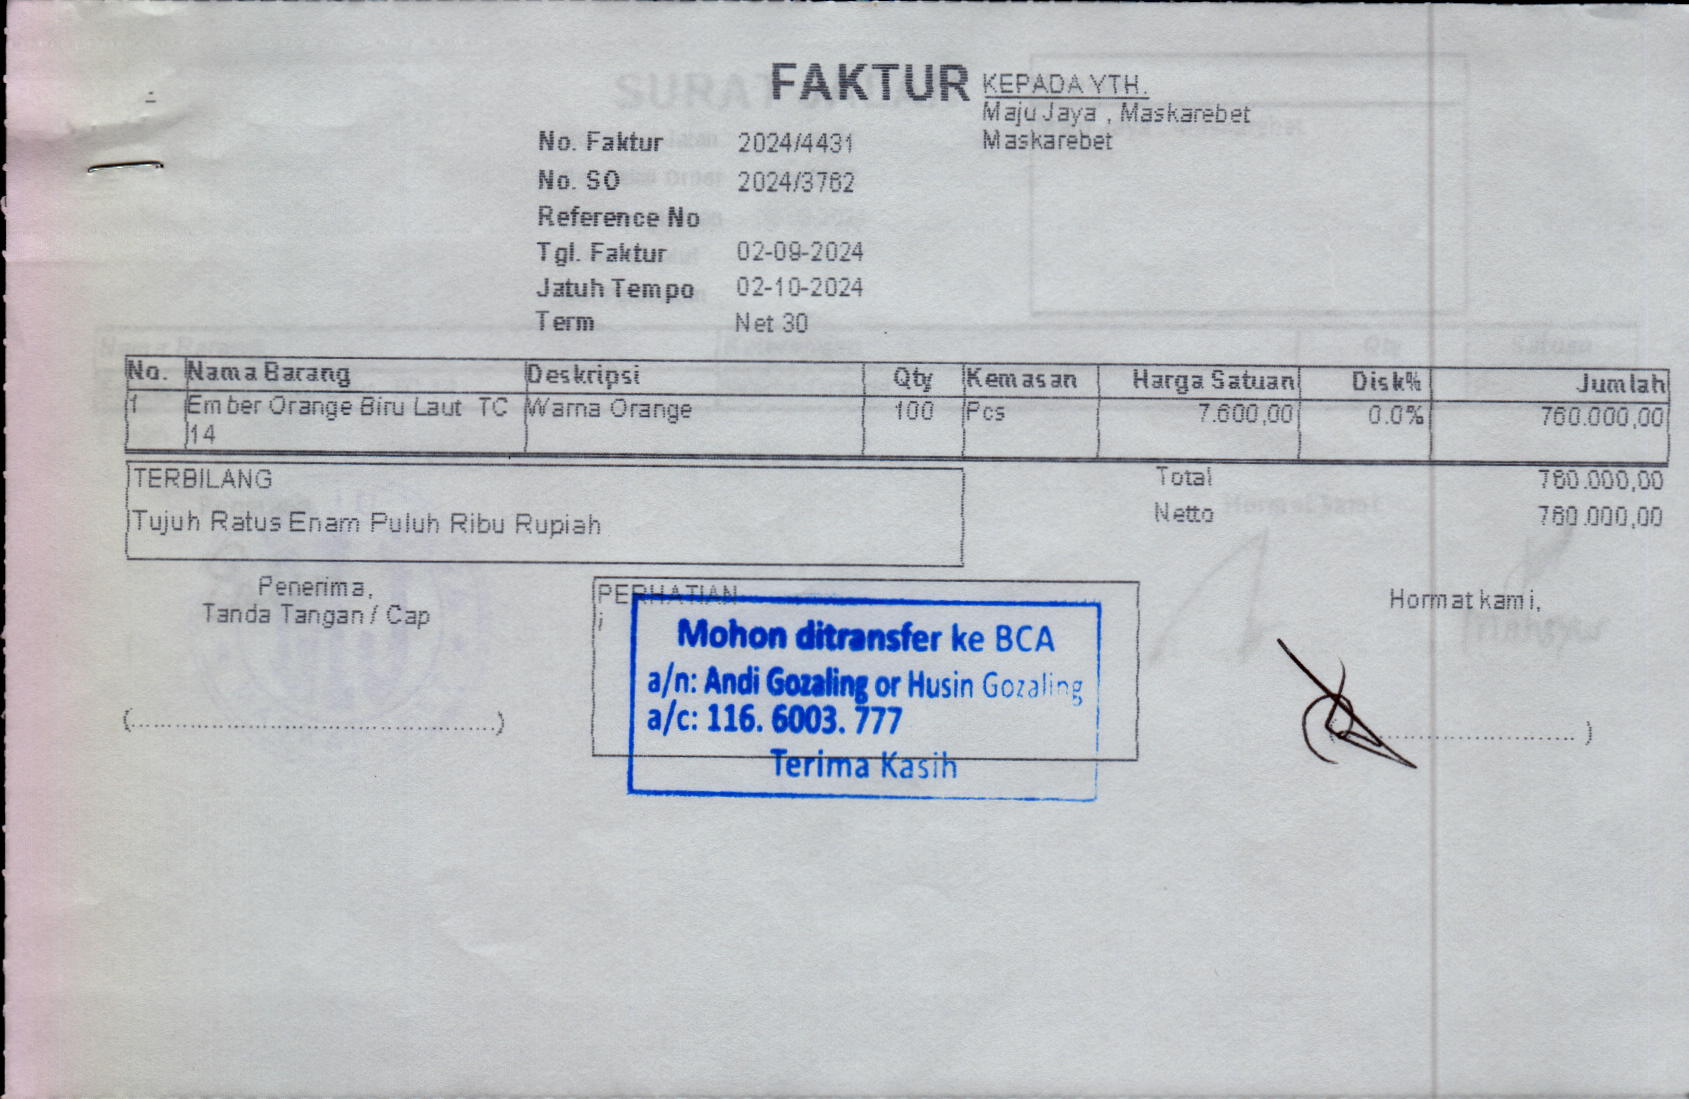 FAKTUR
KEPADA YTH.
Maju Jaya , Maskarebet
Maskarebet
No. Faktur 2024/4431
No. SO 2024/3762
Reference No
Tgl. Faktur 02-09-2024
Jatuh Tempo 02-10-2024
Term Net 30
No. Nama Barang Deskripsi Qty Kemasan Harga Satuan Disk% Jumlah
1 Ember Orange Biru Laut TC Warna Orange 100 Pcs 7.600,00 0.0% 760.000,00
14
TERBILANG Total 760.000,00
Tujuh Ratus Enam Puluh Ribu Rupiah Netto 760.000,00
Penerima,
Tanda Tangan / Cap
(.....................................................)
PERHATIAN
Mohon ditransfer ke BCA
a/n: Andi Gozaling or Husin Gozaling
a/c: 116. 6003. 777
Terima Kasih
Hormat kami,